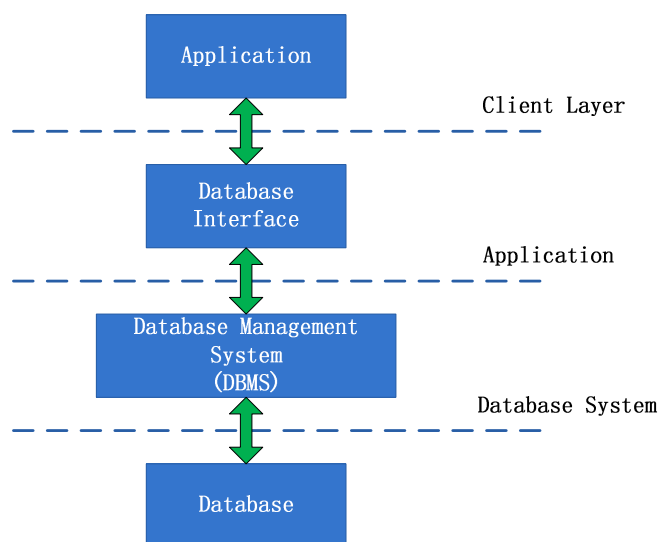 Application
Client Layer
Database
Interface
Application
Database Management
System
(DBMS)
Database System
Database